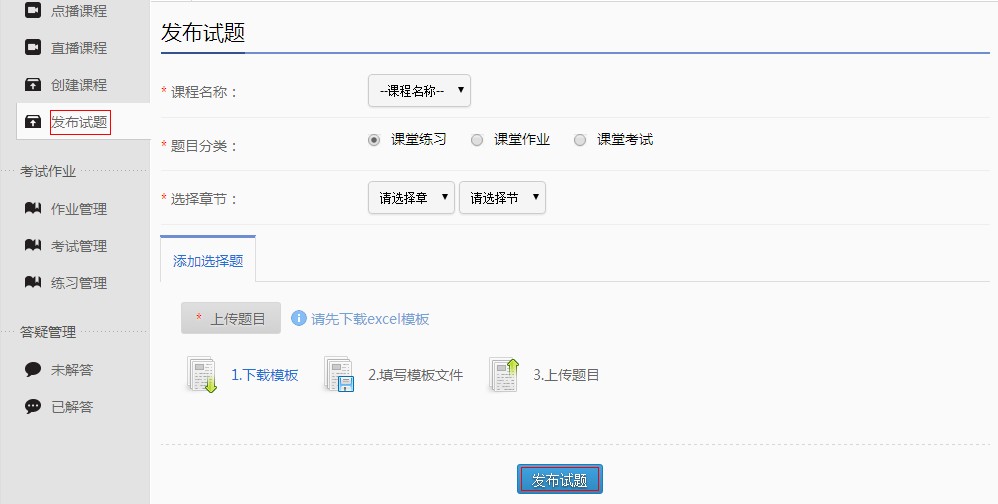 点播课程
直播课程
创建课程
发布试题
考试作业
作业管理
考试管理
练习管理
答疑管理
未解答
已解答
发布试题
* 课程名称：
--课程名称--
* 题目分类：
课堂练习 课堂作业 课堂考试
* 选择章节：
请选择章 请选择节
添加选择题
* 上传题目 请先下载excel模板
1.下载模板 2.填写模板文件 3.上传题目
发布试题